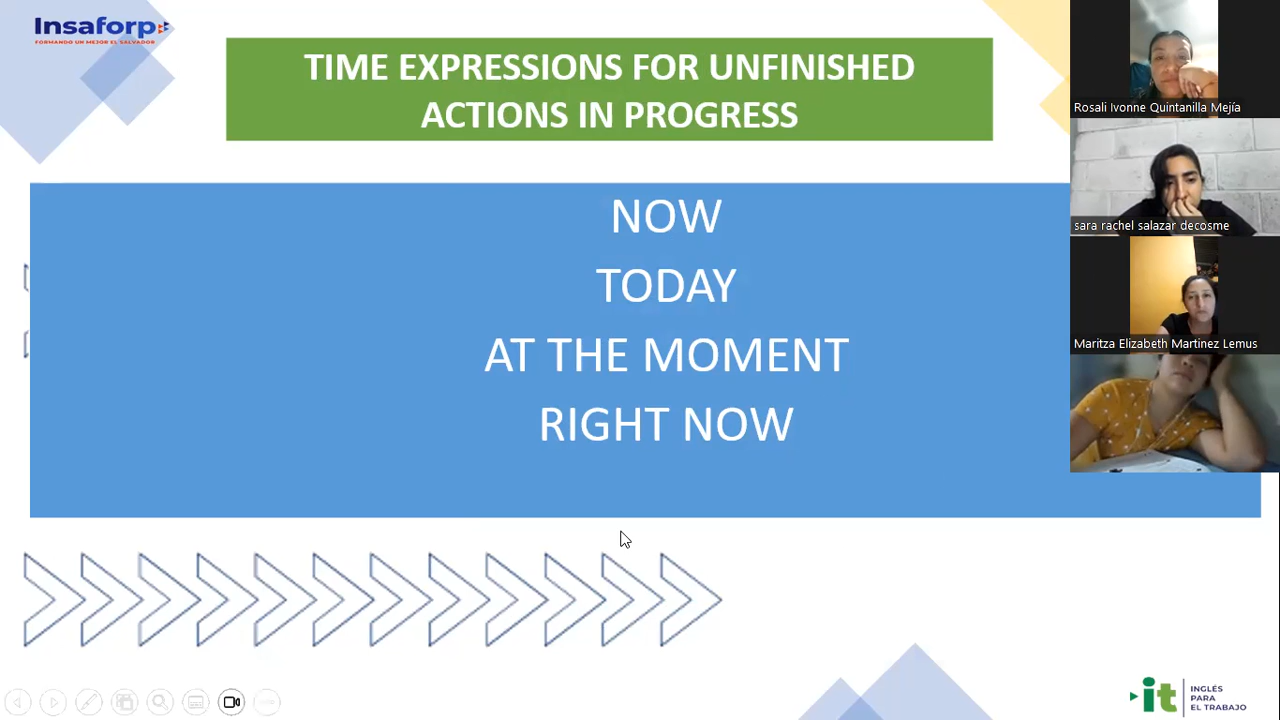 Insaforp
FORMANDO UN MEJOR EL SALVADOR
TIME EXPRESSIONS FOR UNFINISHED
ACTIONS IN PROGRESS
NOW
TODAY
AT THE MOMENT
RIGHT NOW
Rosali Ivonne Quintanilla Mejía
sara rachel salazar decosme
Maritza Elizabeth Martinez Lemus
it
INGLÉS
PARA
EL TRABAJO